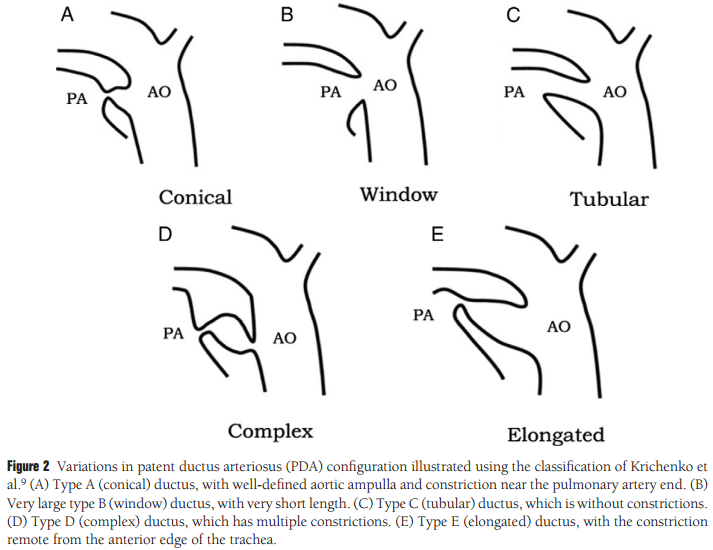 A
B
C
PA
AO
PA
AO
PA
AO
Conical
Window
Tubular
D
E
PA
AO
PA
AO
Complex
Elongated
Figure 2 Variations in patent ductus arteriosus (PDA) configuration illustrated using the classification of Krichenko et
al.9 (A) Type A (conical) ductus, with well-defined aortic ampulla and constriction near the pulmonary artery end. (B)
Very large type B (window) ductus, with very short length. (C) Type C (tubular) ductus, which is without constrictions.
(D) Type D (complex) ductus, which has multiple constrictions. (E) Type E (elongated) ductus, with the constriction
remote from the anterior edge of the trachea.